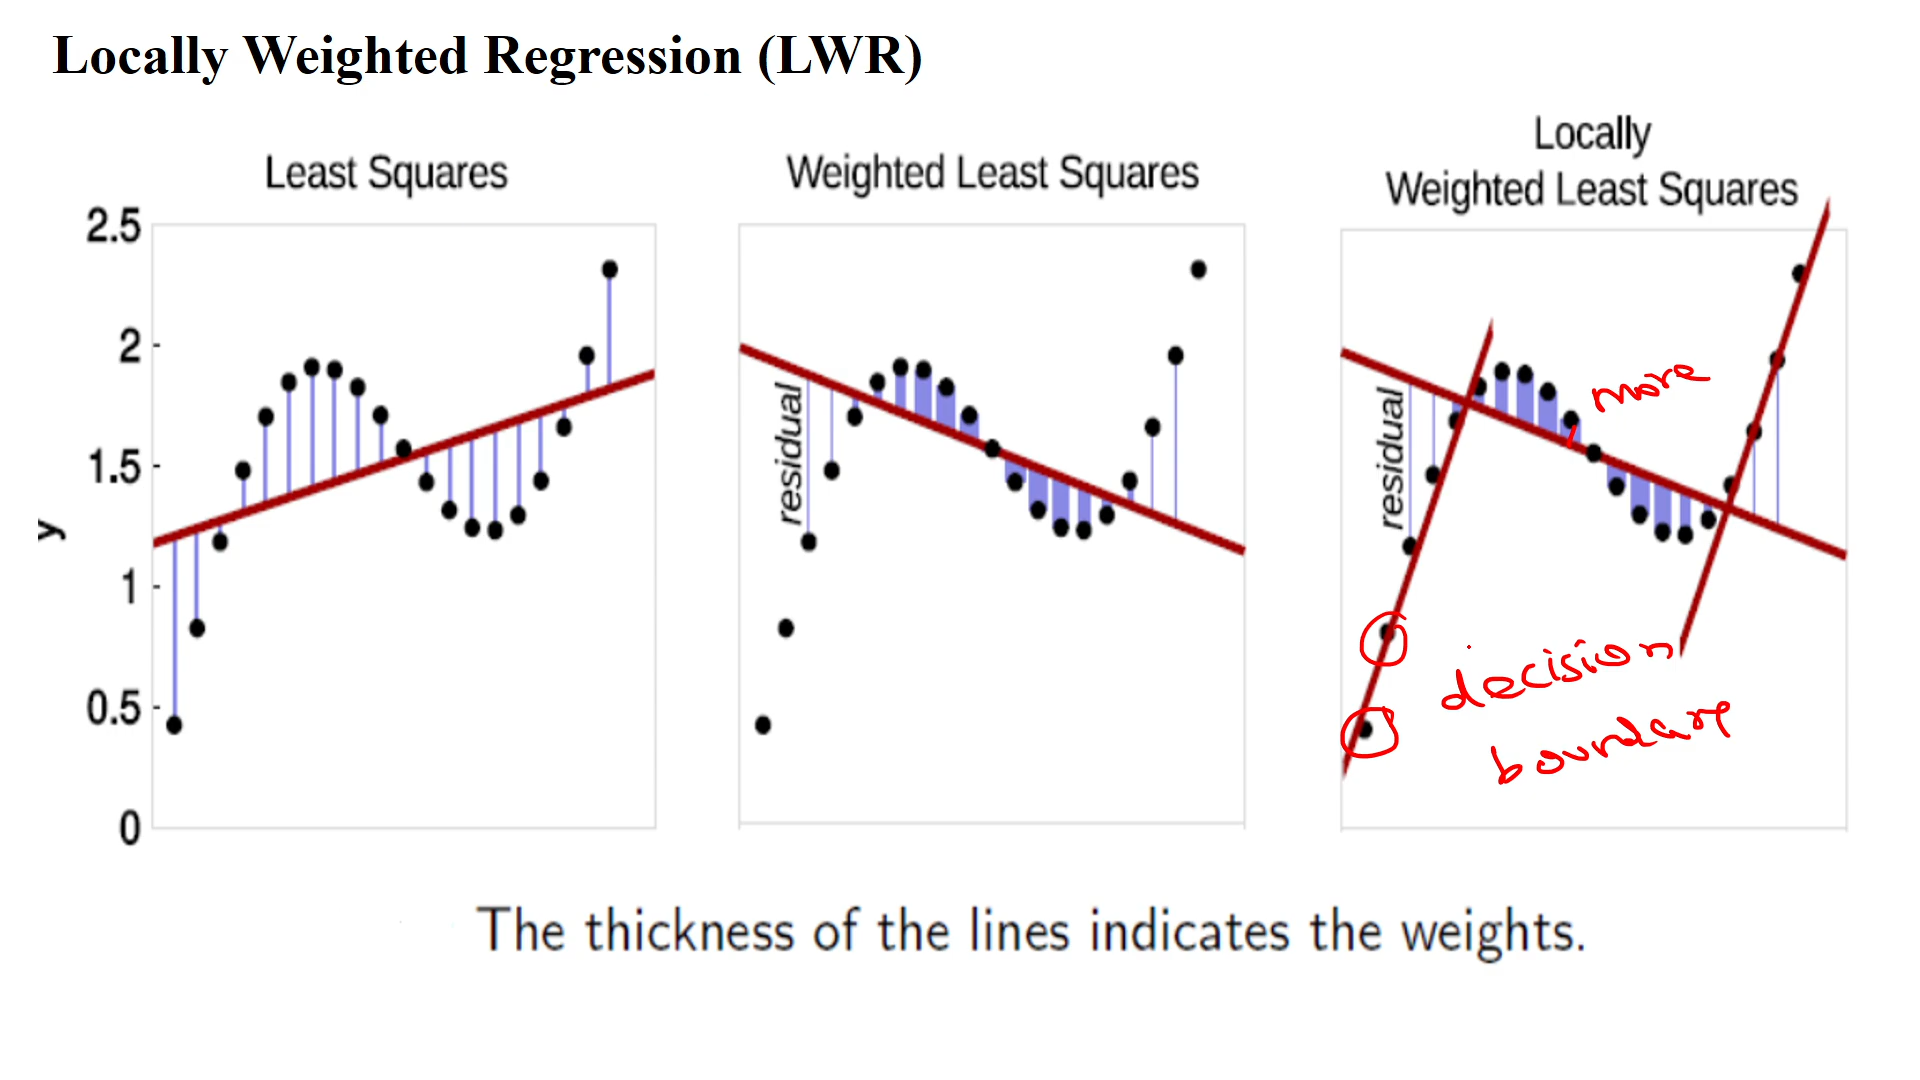 Locally Weighted Regression (LWR)
Least Squares
Weighted Least Squares
Locally
Weighted Least Squares
2.5
2
1.5
1
0.5
0
y
residual
residual
more
decision
boundary
The thickness of the lines indicates the weights.